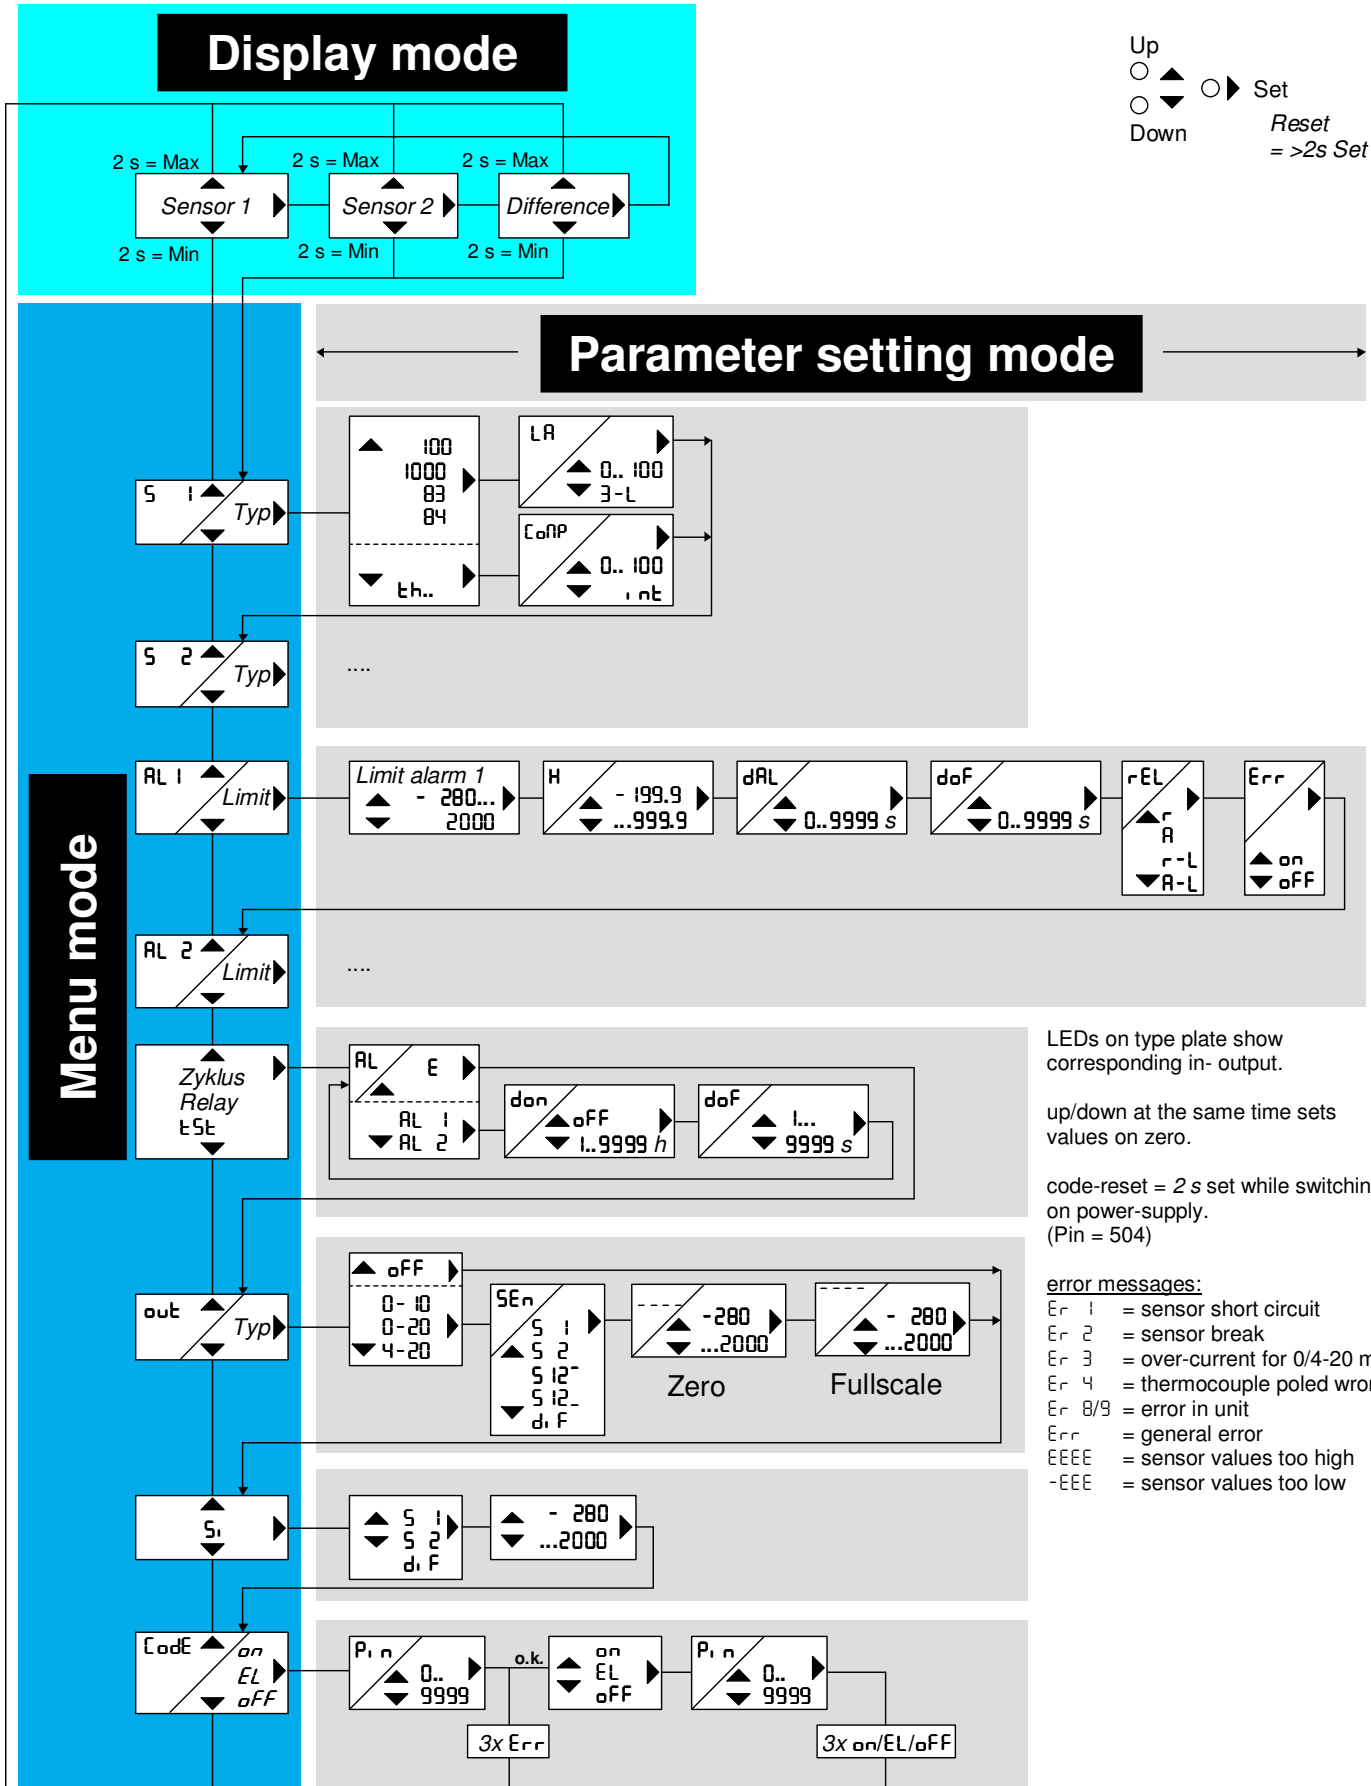 Display mode
Up
Set
Down
Reset
= >2s Set
2 s = Max
2 s = Max
2 s = Max
Sensor 1
Sensor 2
Difference
2 s = Min
2 s = Min
2 s = Min
Parameter setting mode
Menu mode
S 1
Typ
100
1000
83
84
th..
LA
0.. 100
3-L
CoMP
0.. 100
int
S 2
Typ
....
AL 1
Limit
Limit alarm 1
- 280...
2000
H
- 199.9
...999.9
dAL
0..9999 s
doF
0..9999 s
rEL
r
A
r-L
A-L
Err
on
oFF
AL 2
Limit
....
Zyklus
Relay
tSt
AL
E
AL 1
AL 2
don
oFF
1..9999 h
doF
1...
9999 s
LEDs on type plate show
corresponding in- output.
up/down at the same time sets
values on zero.
code-reset = 2 s set while switchin
on power-supply.
(Pin = 504)
out
Typ
oFF
0-10
0-20
4-20
SEn
S 1
S 2
S12¯
S12_
diF
----
-280
...2000
Zero
----
- 280
...2000
Fullscale
error messages:
Er 1 = sensor short circuit
Er 2 = sensor break
Er 3 = over-current for 0/4-20 m
Er 4 = thermocouple poled wro
Er 8/9 = error in unit
Err = general error
EEEE = sensor values too high
-EEE = sensor values too low
Si
S 1
S 2
diF
- 280
...2000
CodE
on
EL
oFF
Pin
0..
9999
o.k.
on
EL
oFF
Pin
0..
9999
3x Err
3x on/EL/oFF